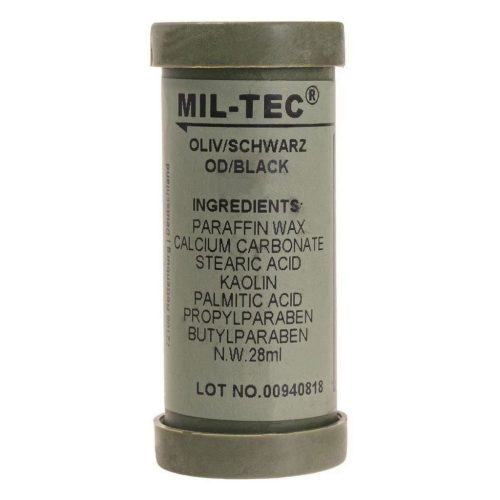 MIL-TEC®
OLIV/SCHWARZ
OD/BLACK
INGREDIENTS:
PARAFFIN WAX
CALCIUM CARBONATE
STEARIC ACID
KAOLIN
PALMITIC ACID
PROPYLPARABEN
BUTYLPARABEN
N.W.28ml
LOT NO.00940818
Deutschland